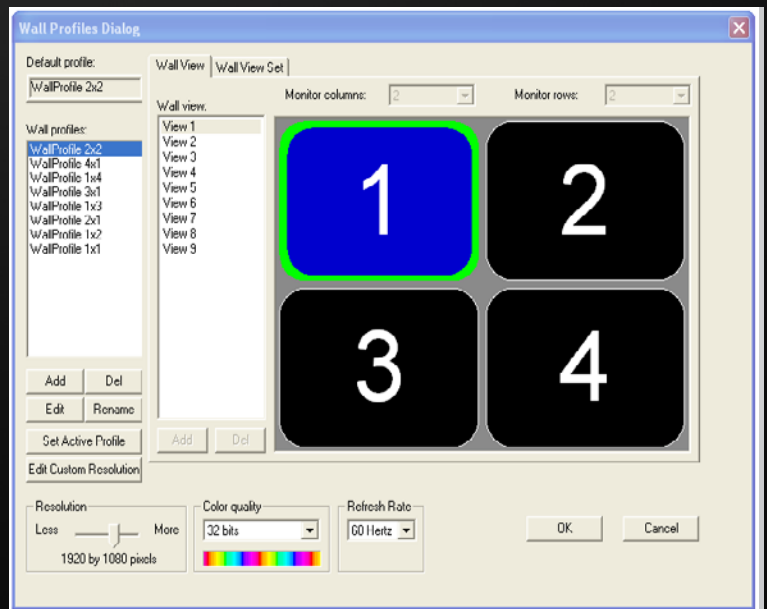 Wall Profiles Dialog
Default profile:
WallProfile 2x2
Wall profiles:
WallProfile 2x2
WallProfile 4x1
WallProfile 1x4
WallProfile 3x1
WallProfile 1x3
WallProfile 2x1
WallProfile 1x2
WallProfile 1x1
Add Del
Edit Rename
Set Active Profile
Edit Custom Resolution
Wall View Wall View Set
Wall view:
View 1
View 2
View 3
View 4
View 5
View 6
View 7
View 8
View 9
Add Del
Monitor columns: 2 Monitor rows: 2
1 2
3 4
Resolution
Less More
1920 by 1080 pixels
Color quality
32 bits
Refresh Rate
60 Hertz
OK Cancel